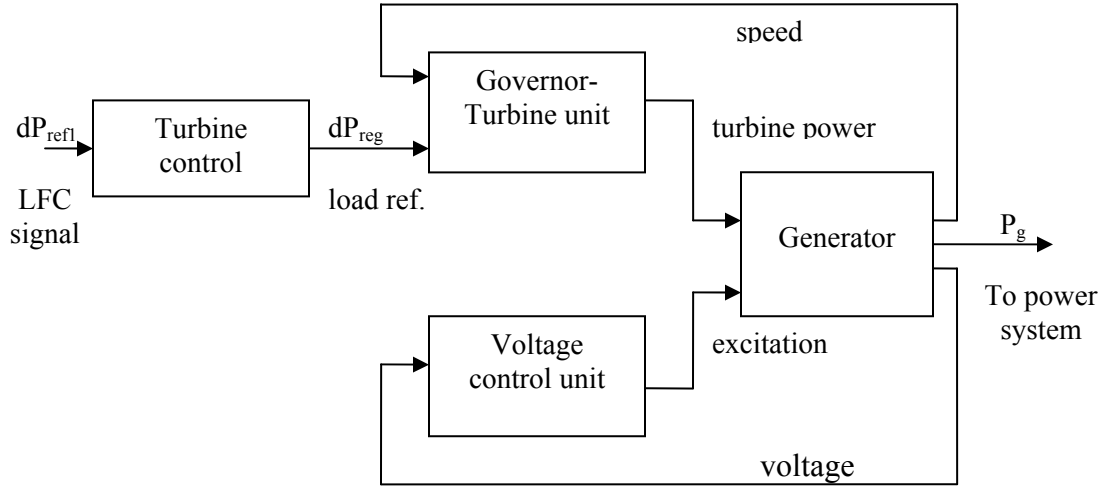 speed
Governor-
Turbine unit
dP_ref1
Turbine
control
dP_reg
turbine power
LFC
signal
load ref.
Generator
P_g
To power
system
Voltage
control unit
excitation
voltage